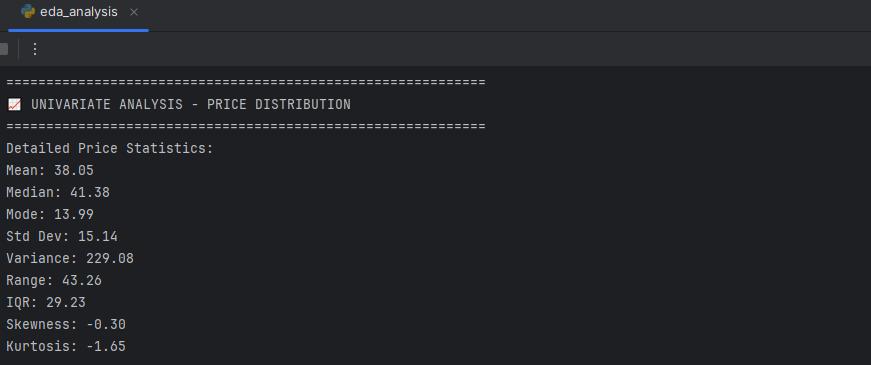 eda_analysis
============================================================
📈 UNIVARIATE ANALYSIS - PRICE DISTRIBUTION
============================================================
Detailed Price Statistics:
Mean: 38.05
Median: 41.38
Mode: 13.99
Std Dev: 15.14
Variance: 229.08
Range: 43.26
IQR: 29.23
Skewness: -0.30
Kurtosis: -1.65